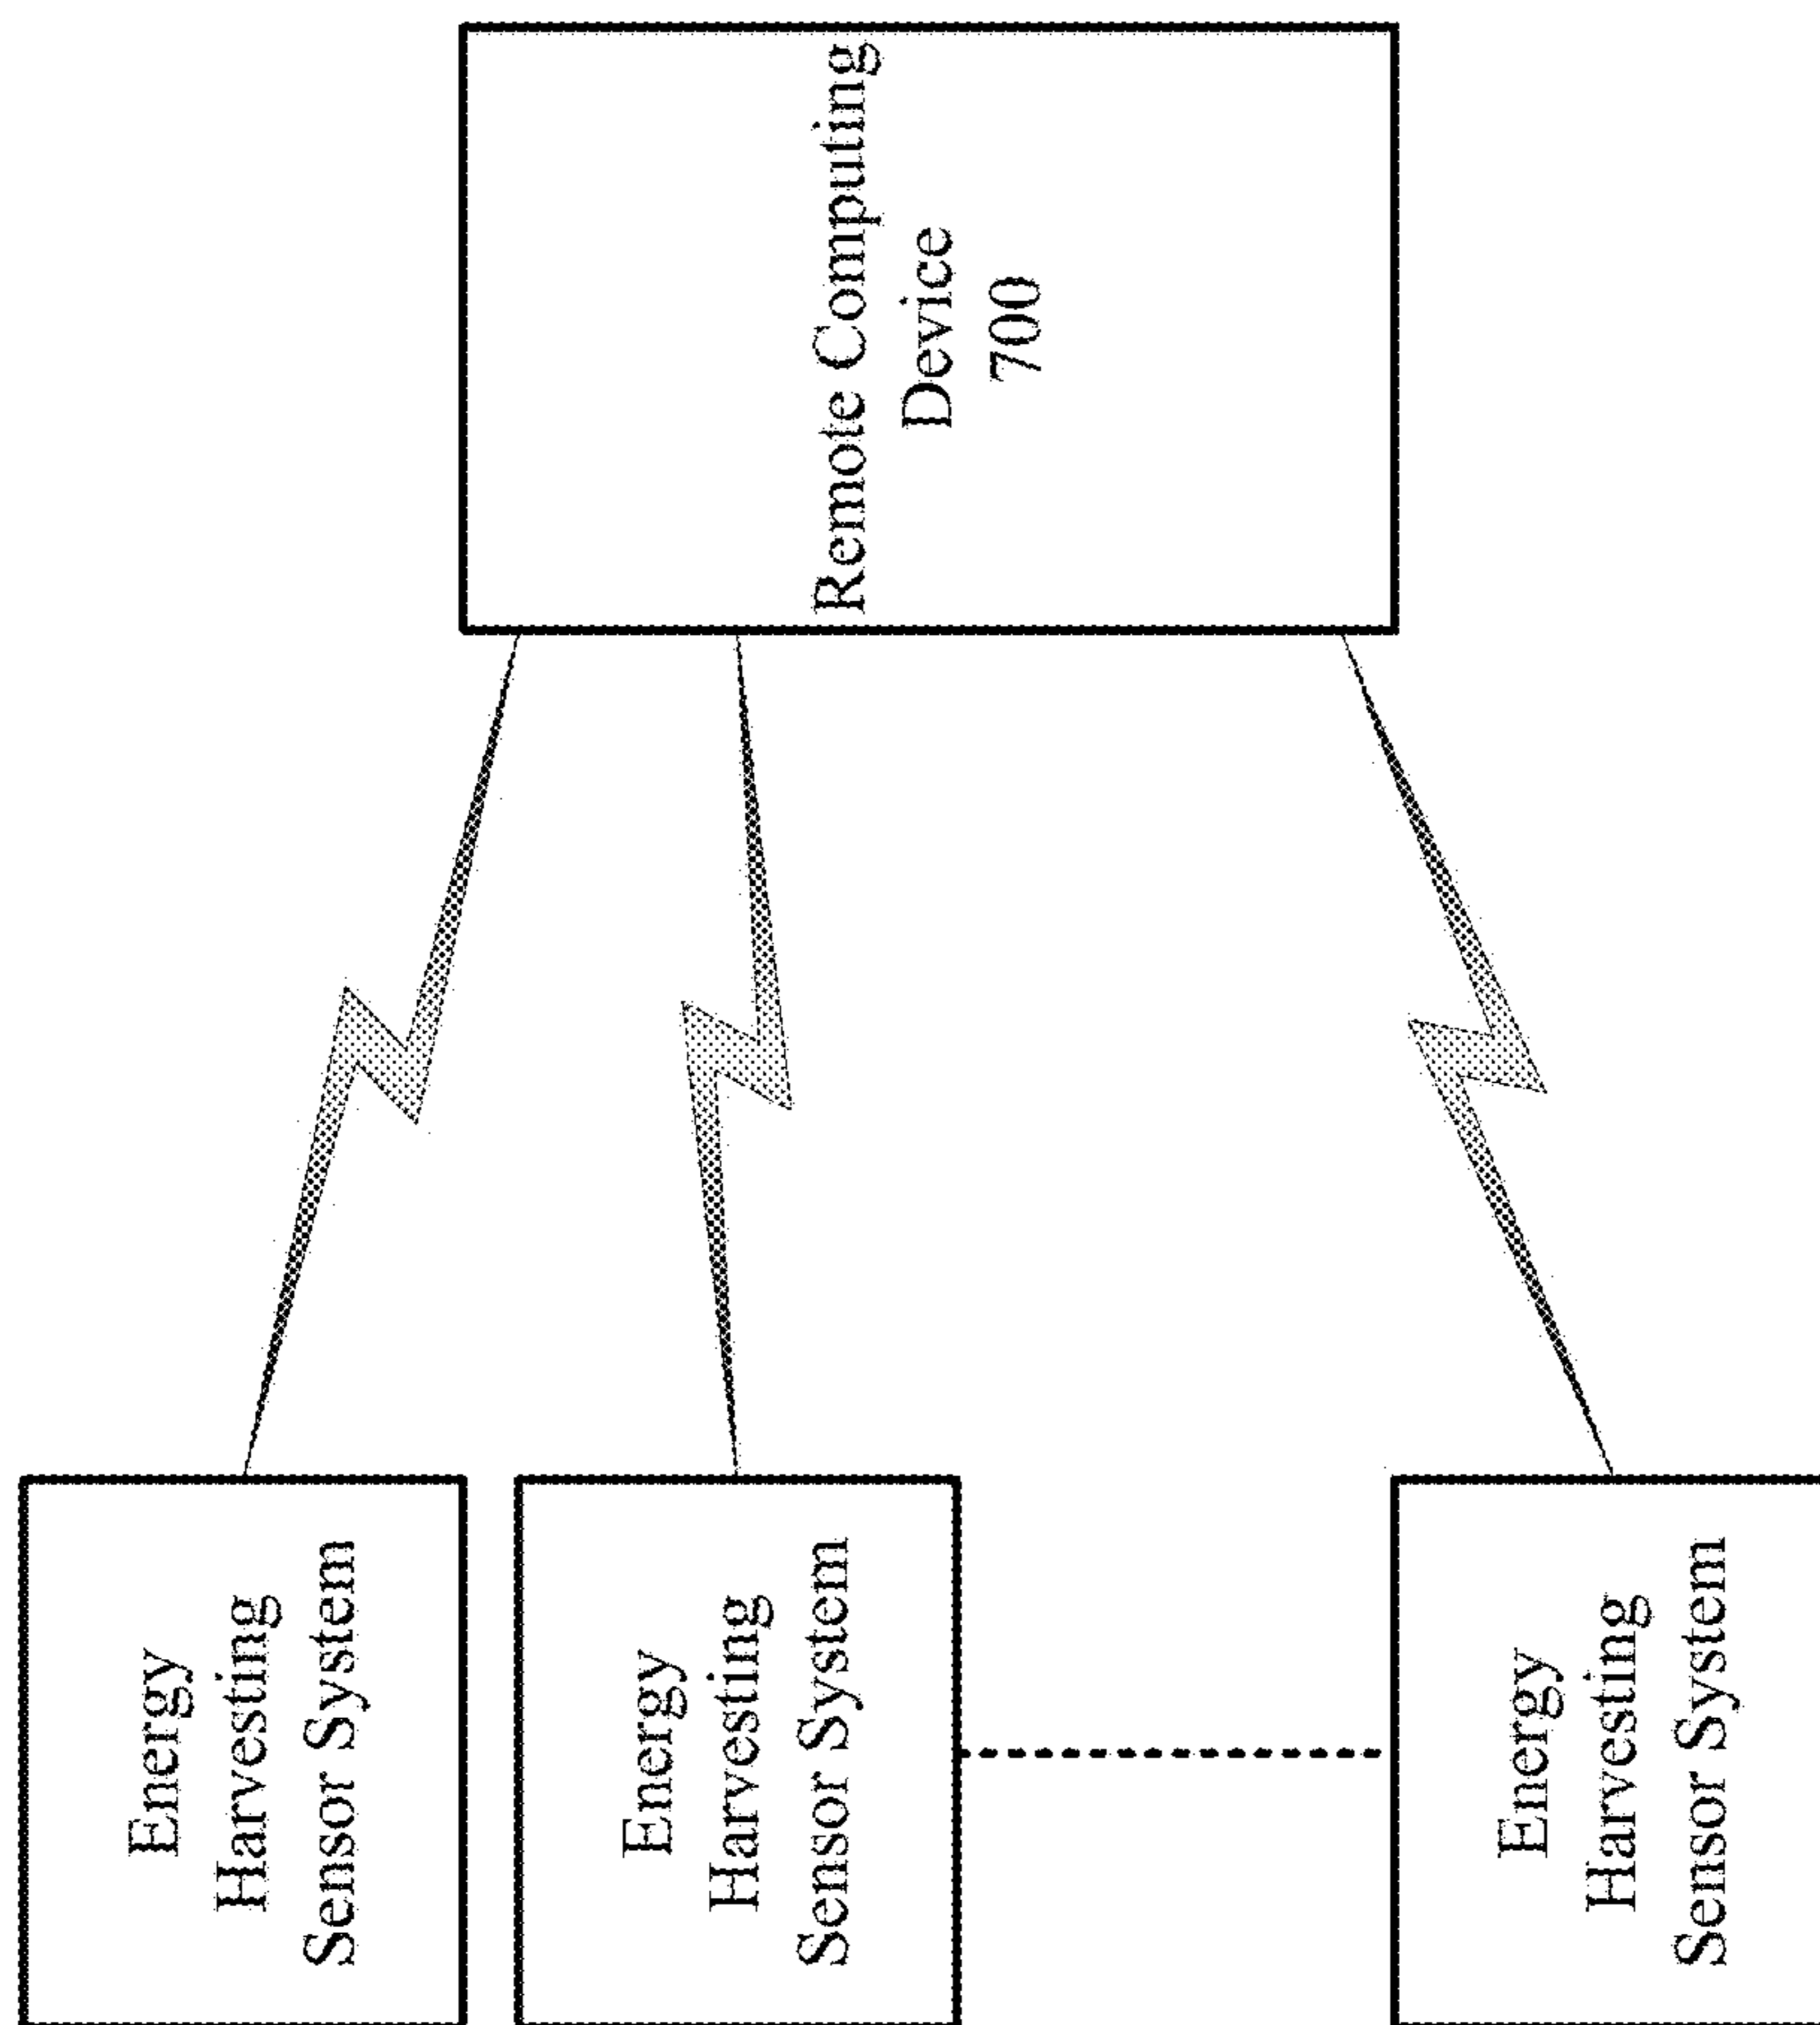 Energy
Harvesting
Sensor System
Energy
Harvesting
Sensor System
Energy
Harvesting
Sensor System
Remote Computing
Device
700